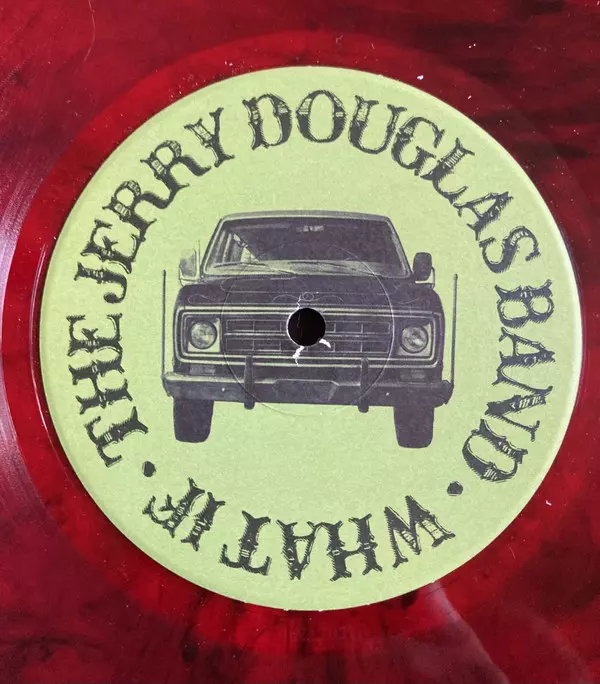 THE JERRY DOUGLAS BAND · WHAT IF ·